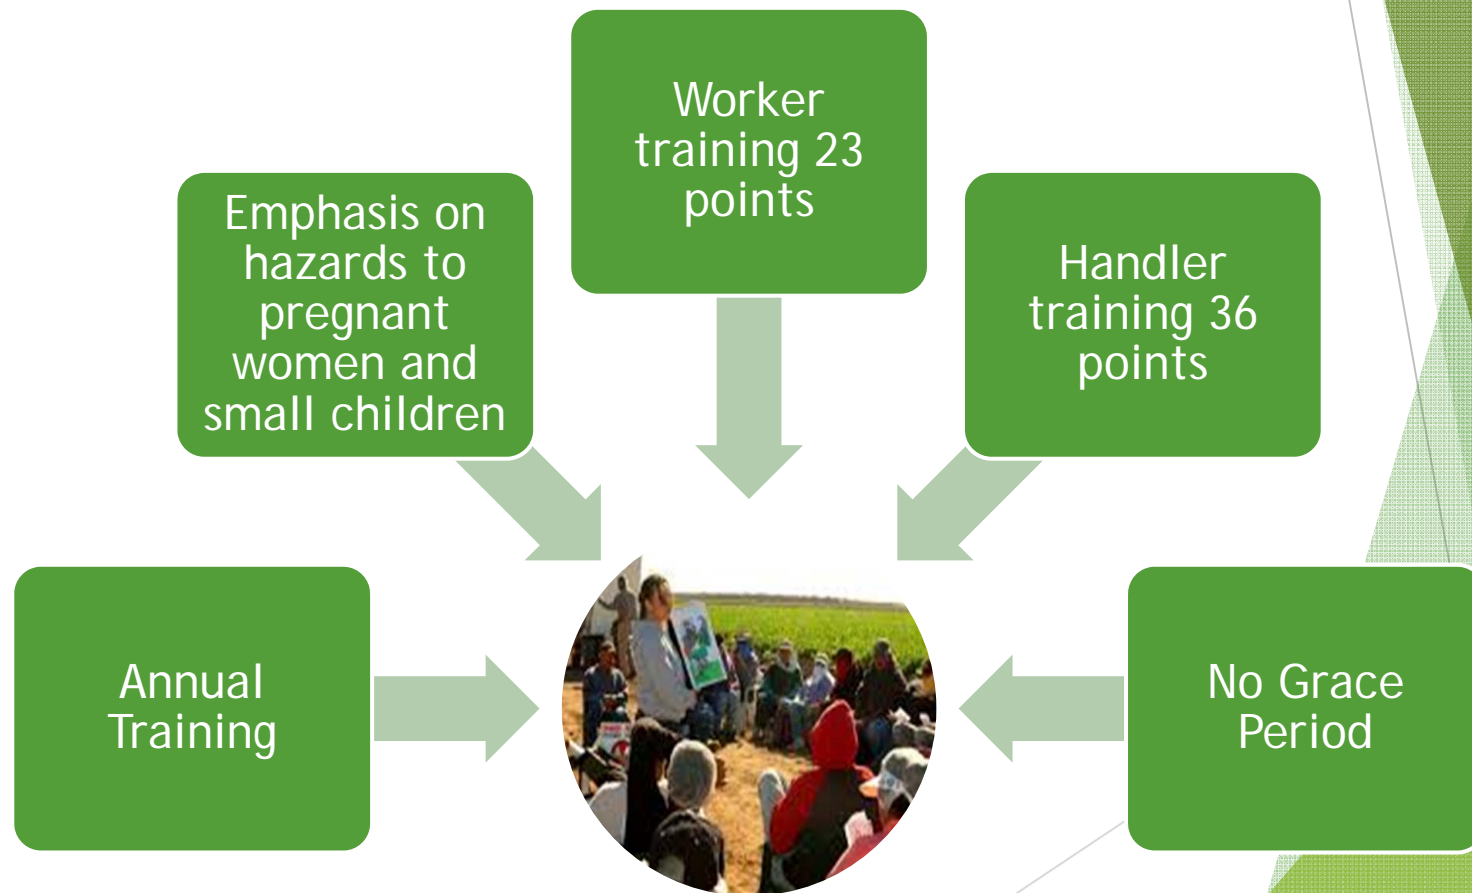 Worker
training 23
points
Emphasis on
hazards to
pregnant
women and
small children
Handler
training 36
points
Annual
Training
No Grace
Period